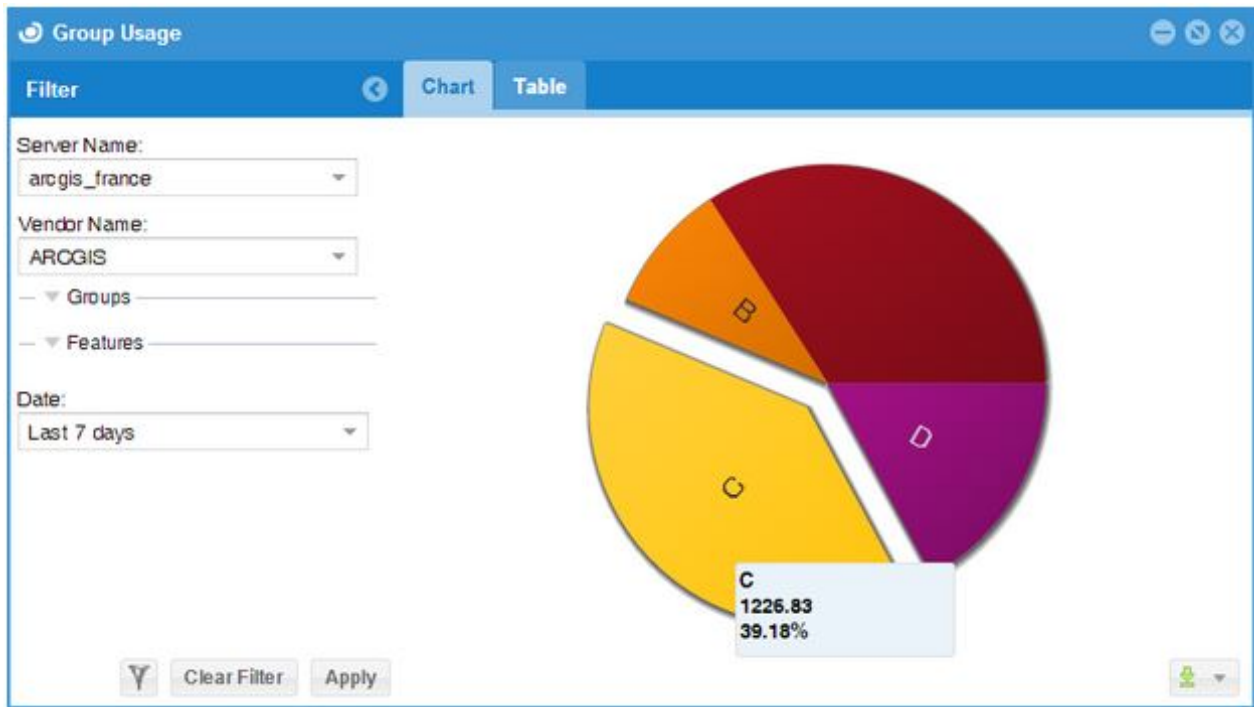 Group Usage
Filter
Chart
Table
Server Name:
arcgis_france
Vendor Name:
ARCGIS
Groups
Features
Date:
Last 7 days
B
D
C
C
1226.83
39.18%
Clear Filter
Apply